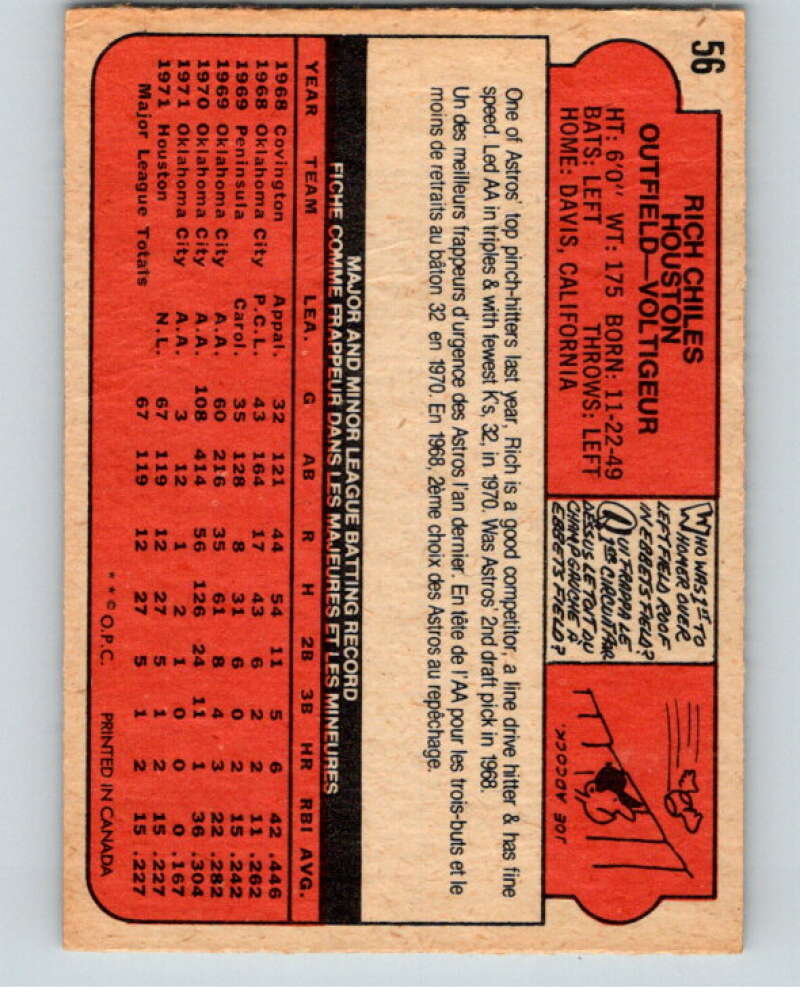 56
RICH CHILES
HOUSTON
OUTFIELD—VOLTIGEUR
HT: 6'0" WT: 175 BORN: 11-22-49
BATS: LEFT THROWS: LEFT
HOME: DAVIS, CALIFORNIA
WHO WAS 1ST TO
HOMER OVER
LEFT FIELD ROOF
IN EBBETS FIELD?
QUI FRAPPA LE
1ER CIRCUIT PAR
DESSUS LE TOIT DU
CHAMP GAUCHE À
EBBETS FIELD?
JOE ADCOCK.
One of Astros' top pinch-hitters last year, Rich is a good competitor, a line drive hitter & has fine
speed. Led AA in triples & with fewest K's, 32, in 1970. Was Astros' 2nd draft pick in 1968.
Un des meilleurs frappeurs d'urgence des Astros l'an dernier. En tête de l'AA pour les trois-buts et le
moins de retraits au bâton 32 en 1970. En 1968, 2ème choix des Astros au repêchage.
MAJOR AND MINOR LEAGUE BATTING RECORD
FICHE COMME FRAPPEUR DANS LES MAJEURES ET LES MINEURES
YEAR TEAM LEA. G AB R H 2B 3B HR RBI AVG.
1968 Covington Appal. 32 121 44 54 11 5 6 42 .446
1968 Oklahoma City P.C.L. 43 164 17 43 6 2 2 11 .262
1969 Peninsula Carol. 35 128 8 31 6 0 2 15 .242
1969 Oklahoma City A.A. 60 216 35 61 8 4 3 22 .282
1970 Oklahoma City A.A. 108 414 56 126 24 11 1 36 .304
1971 Oklahoma City A.A. 3 12 1 2 1 0 0 0 .167
1971 Houston N.L. 67 119 12 27 5 1 2 15 .227
Major League Totals 67 119 12 27 5 1 2 15 .227
* * © O.P.C. PRINTED IN CANADA